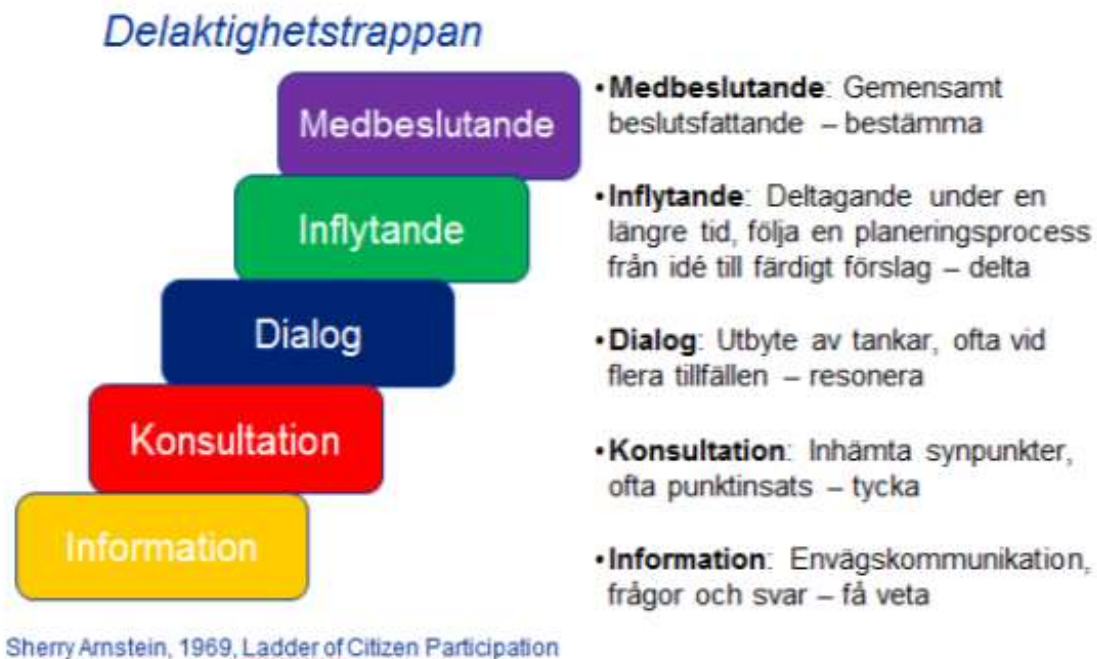 Delaktighetstrappan
Medbeslutande
Inflytande
Dialog
Konsultation
Information
•Medbeslutande: Gemensamt
beslutsfattande – bestämma
•Inflytande: Deltagande under en
längre tid, följa en planeringsprocess
från idé till färdigt förslag – delta
•Dialog: Utbyte av tankar, ofta vid
flera tillfällen – resonera
•Konsultation: Inhämta synpunkter,
ofta punktinsats – tycka
•Information: Envägskommunikation,
frågor och svar – få veta
Sherry Arnstein, 1969, Ladder of Citizen Participation